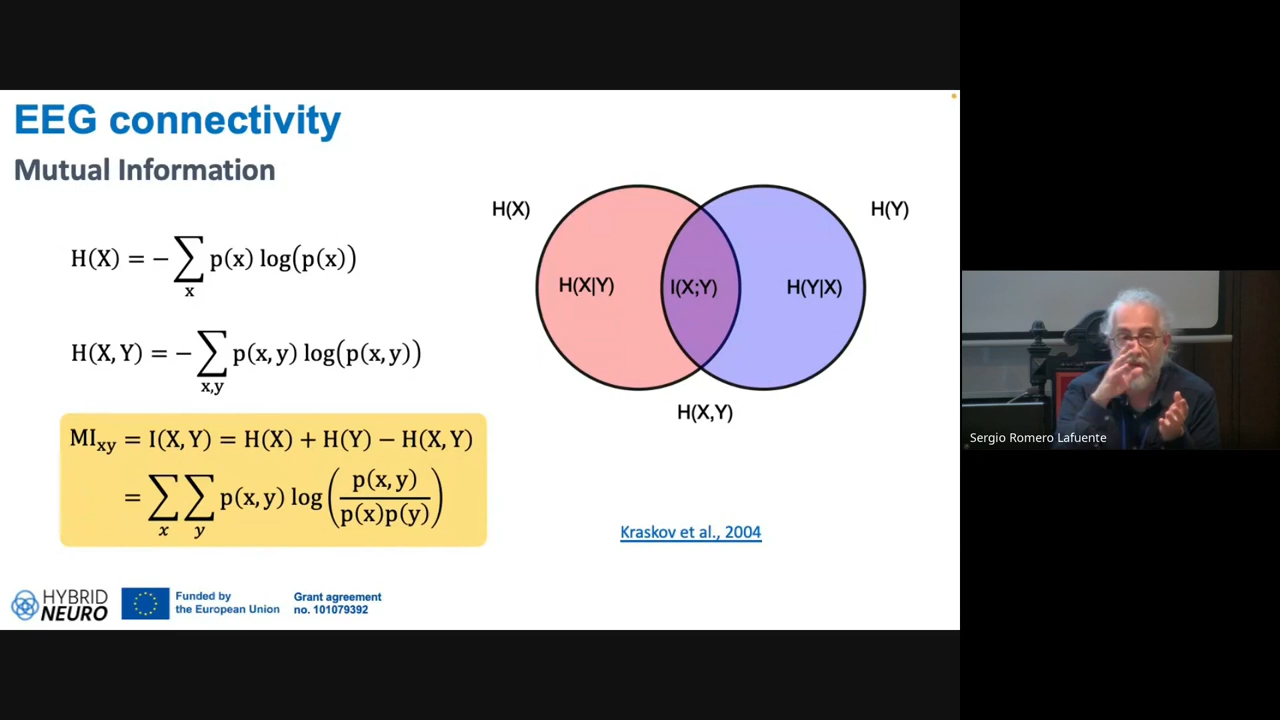 EEG connectivity
Mutual Information
H(X) = − ∑ p(x) log(p(x))
x
H(X, Y) = − ∑ p(x, y) log(p(x, y))
x,y
MIxy = I(X, Y) = H(X) + H(Y) − H(X, Y)
= ∑ ∑ p(x, y) log ( p(x, y) / p(x)p(y) )
x y
H(X)
H(Y)
H(X|Y)
I(X;Y)
H(Y|X)
H(X,Y)
Kraskov et al., 2004
HYBRID
NEURO
Funded by
the European Union
Grant agreement
no. 101079392
Sergio Romero Lafuente